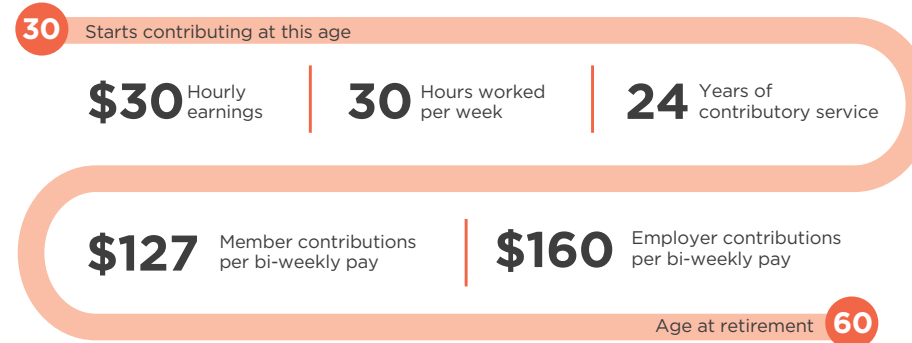 30 Starts contributing at this age
$30 Hourly
earnings
30 Hours worked
per week
24 Years of
contributory service
$127 Member contributions
per bi-weekly pay
$160 Employer contributions
per bi-weekly pay
Age at retirement 60